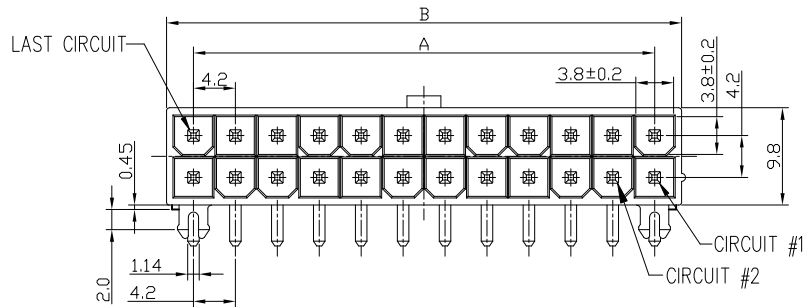 B
LAST CIRCUIT
A
4.2
3.8±0.2
3.8±0.2
4.2
0.45
9.8
CIRCUIT #1
1.14
CIRCUIT #2
2.0
4.2